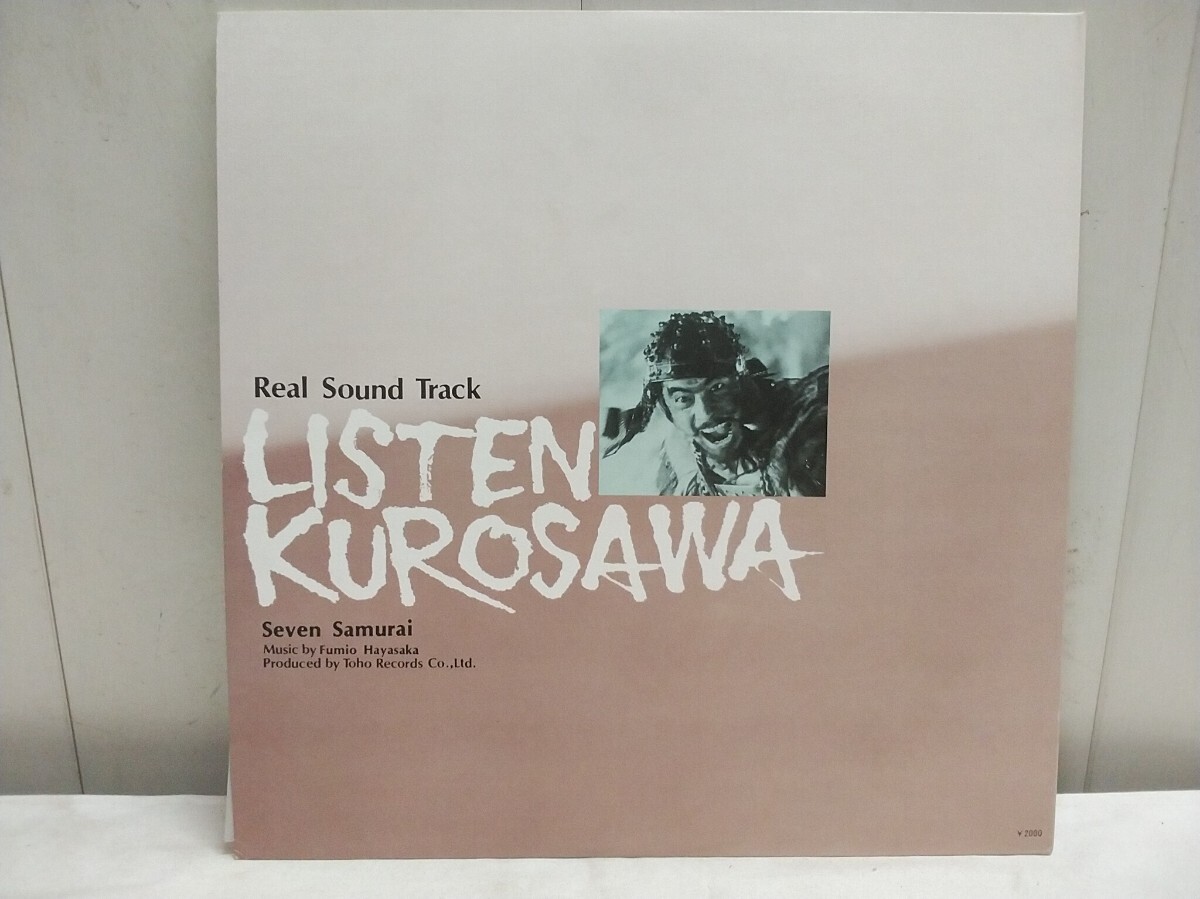 Real Sound Track
LISTEN
KUROSAWA
Seven Samurai
Music by Fumio Hayasaka
Produced by Toho Records Co.,Ltd.
¥2000